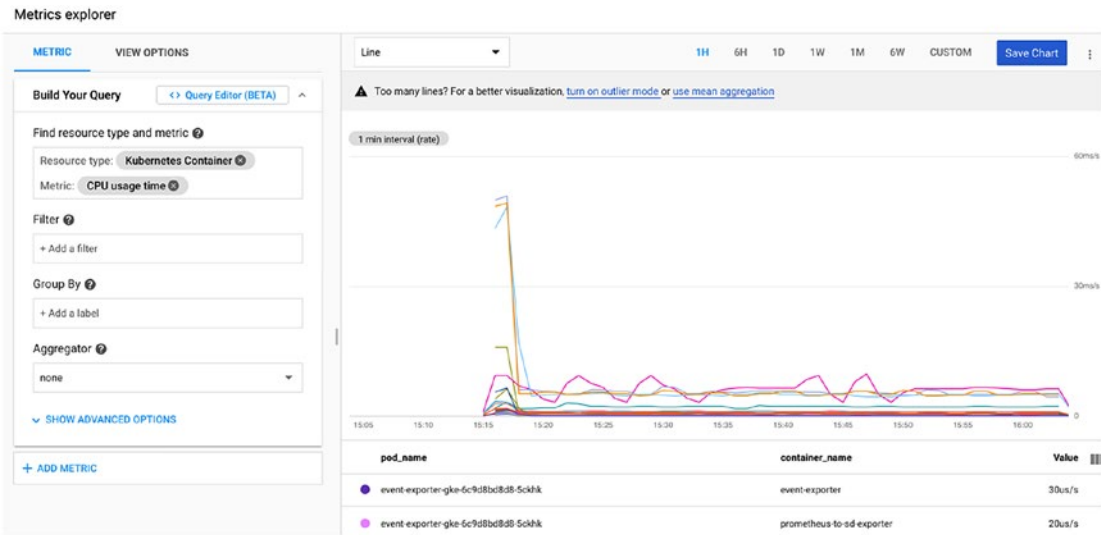 Metrics explorer
METRIC VIEW OPTIONS
Build Your Query <> Query Editor (BETA)
Find resource type and metric
Resource type: Kubernetes Container
Metric: CPU usage time
Filter
+ Add a filter
Group By
+ Add a label
Aggregator
none
SHOW ADVANCED OPTIONS
+ ADD METRIC
Line 1H 6H 1D 1W 1M 6W CUSTOM Save Chart
Too many lines? For a better visualization, turn on outlier mode or use mean aggregation
1 min interval (rate)
60ms/s
30ms/s
0
15:05 15:10 15:15 15:20 15:25 15:30 15:35 15:40 15:45 15:50 15:55 16:00
pod_name container_name Value
event-exporter-gke-6c9d8bd8d8-5ckhk event-exporter 30us/s
event-exporter-gke-6c9d8bd8d8-5ckhk prometheus-to-sd-exporter 20us/s